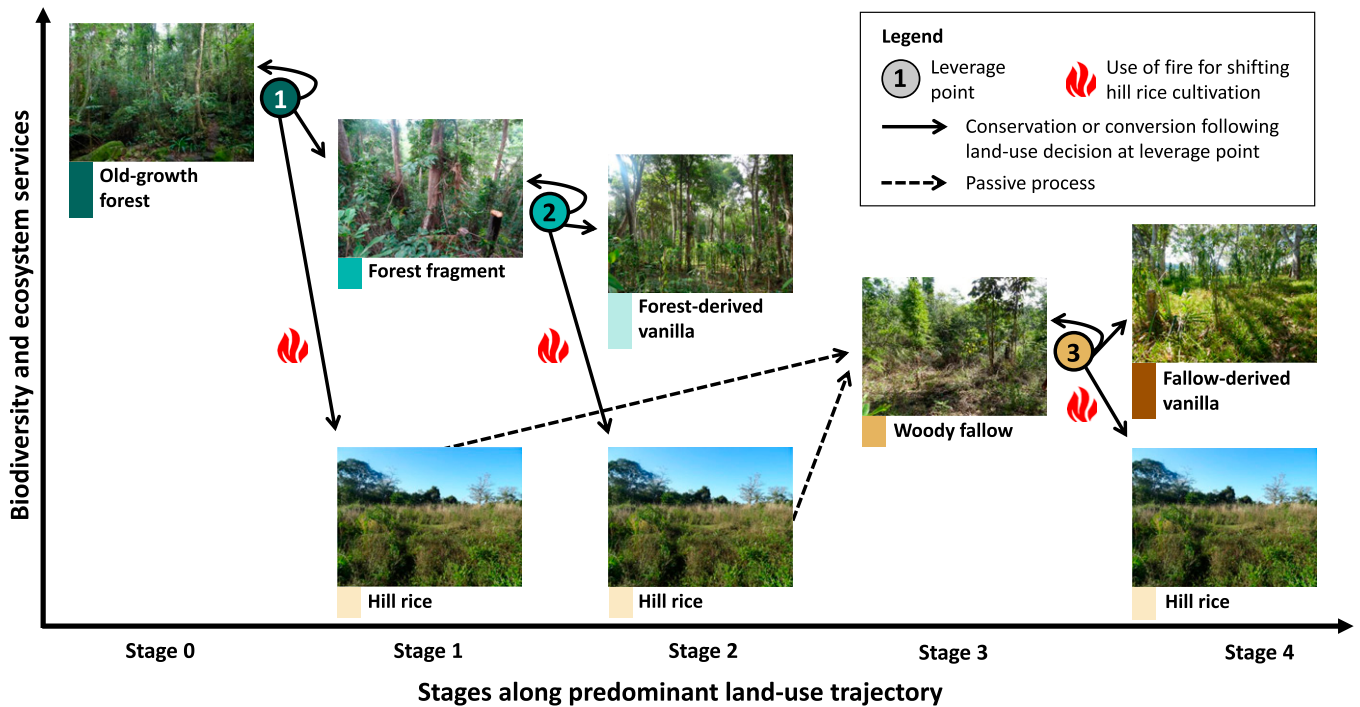 Legend
1
Leverage
point
Use of fire for shifting
hill rice cultivation
Conservation or conversion following
land-use decision at leverage point
Passive process
Biodiversity and ecosystem services
1
Old-growth
forest
2
Forest fragment
Forest-derived
vanilla
3
Woody fallow
Fallow-derived
vanilla
Hill rice
Hill rice
Hill rice
Stage 0
Stage 1
Stage 2
Stage 3
Stage 4
Stages along predominant land-use trajectory